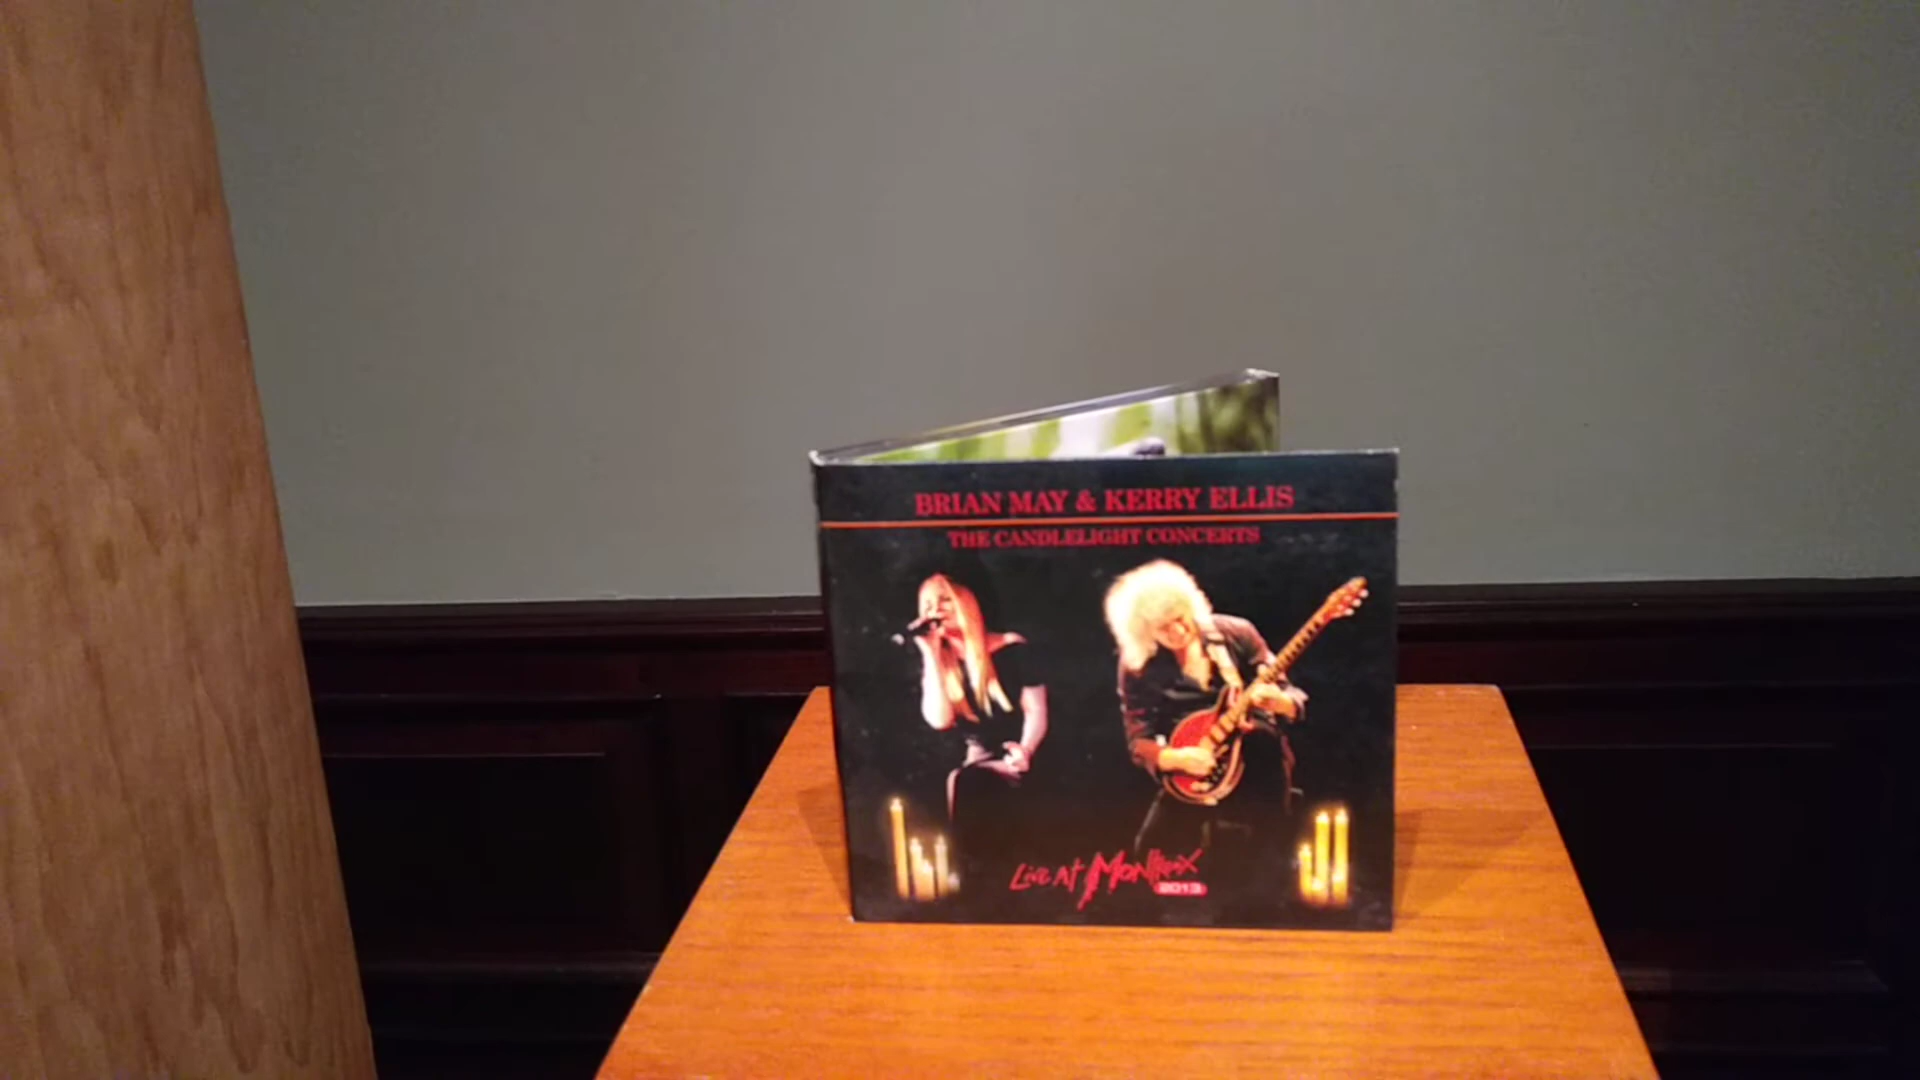 BRIAN MAY & KERRY ELLIS
THE CANDLELIGHT CONCERTS
Live At Montreux
2013